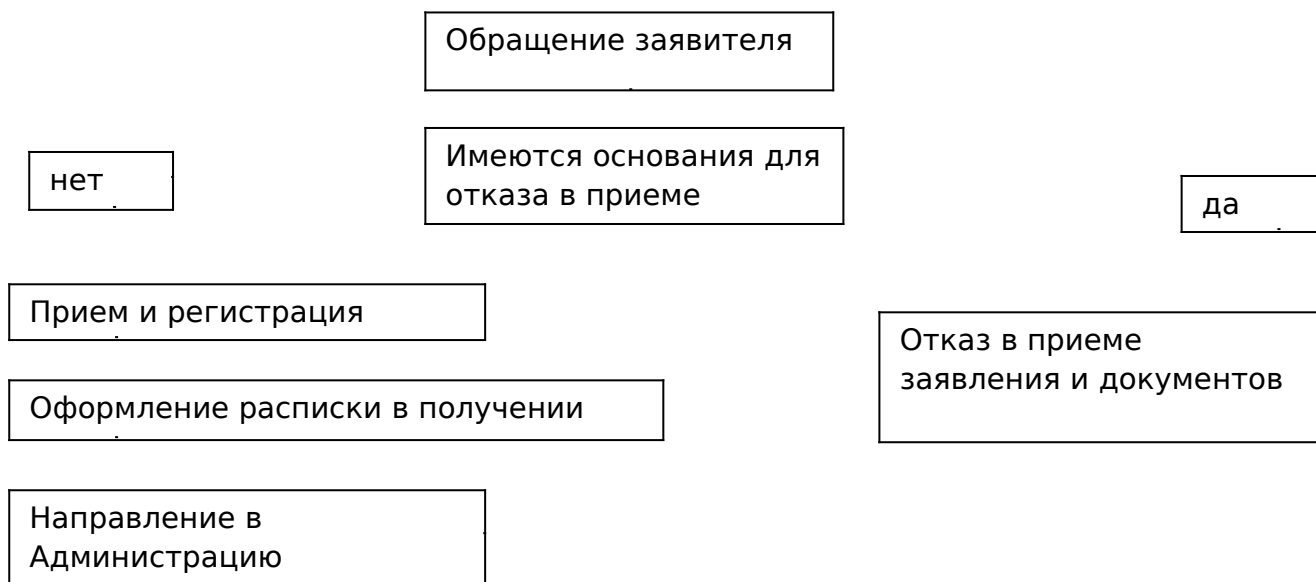 Обращение заявителя
Имеются основания для
отказа в приеме
нет
да
Прием и регистрация
Отказ в приеме
заявления и документов
Оформление расписки в получении
Направление в
Администрацию